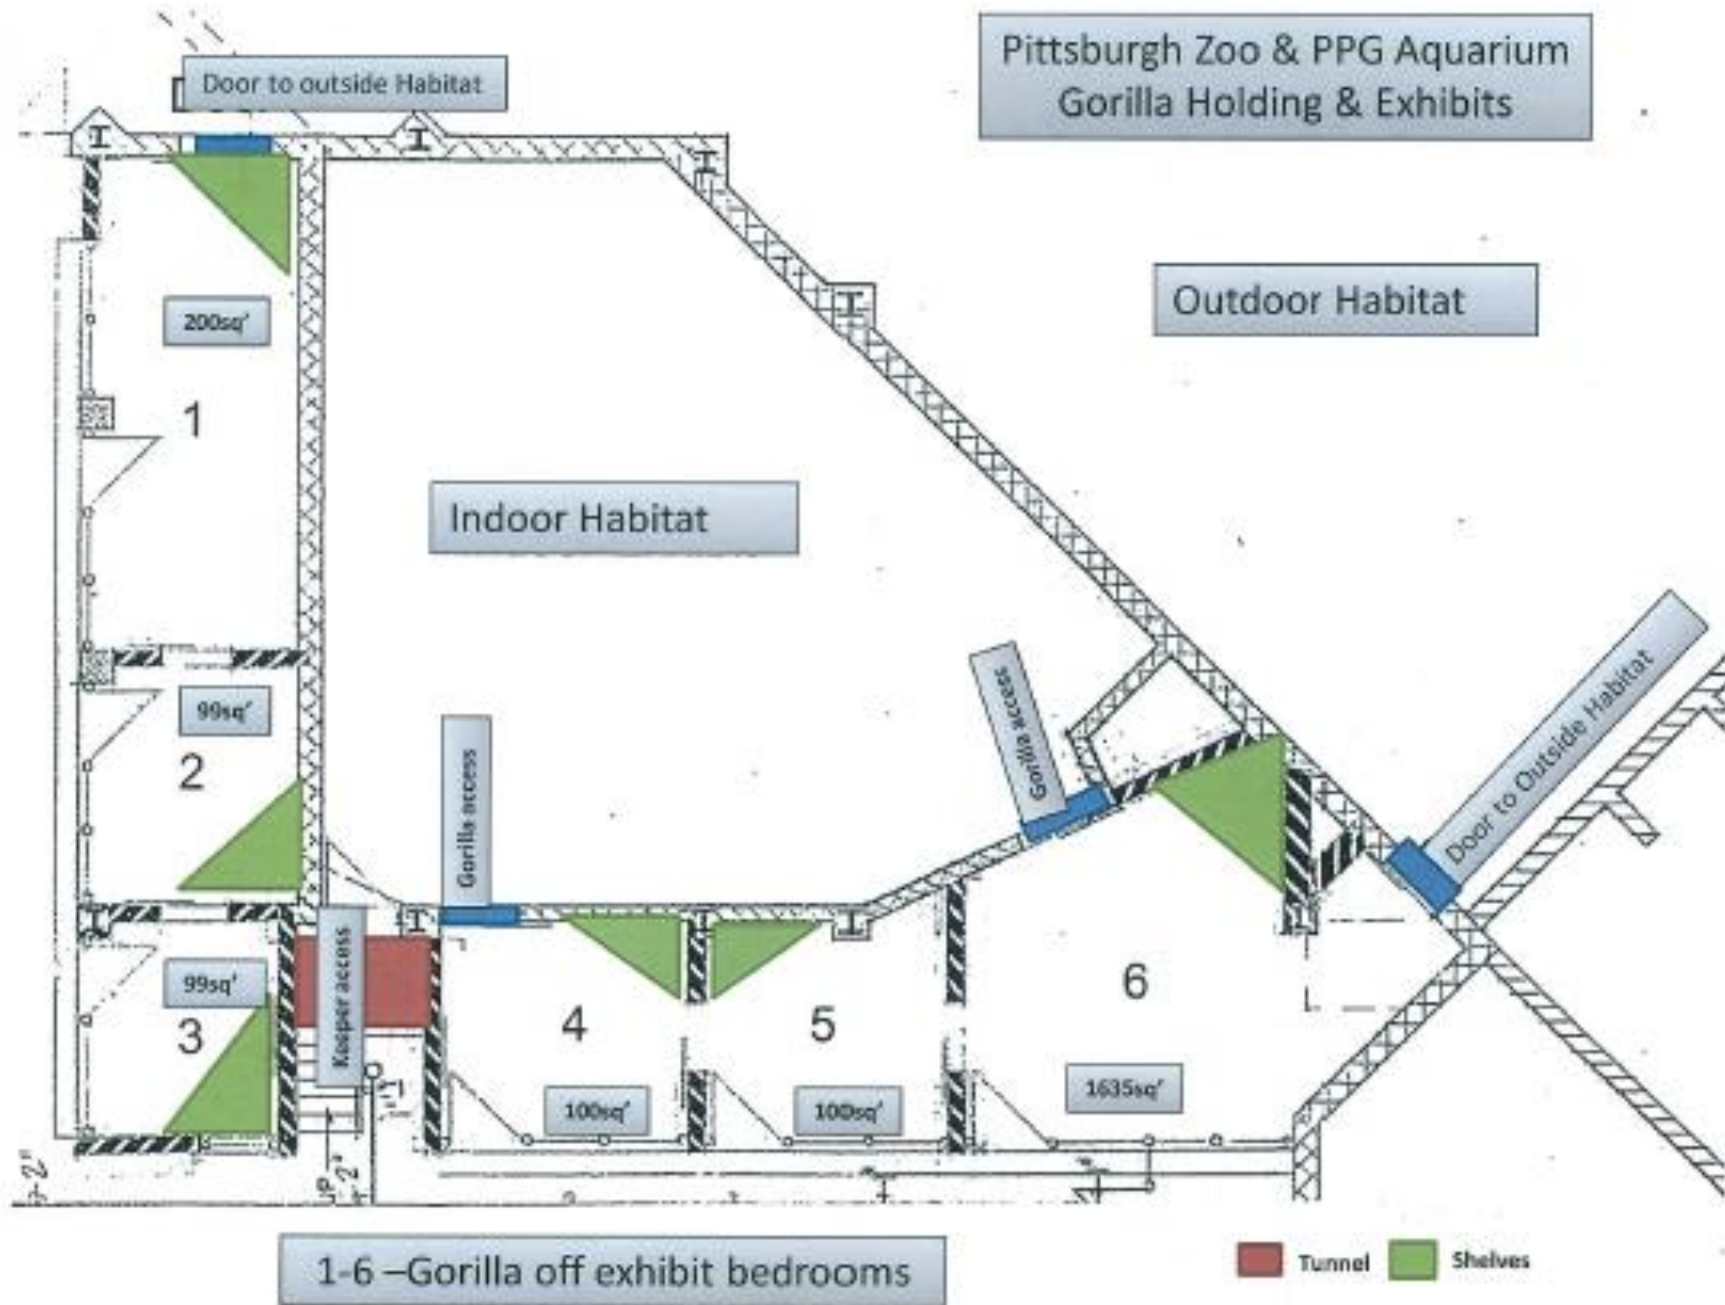 Pittsburgh Zoo & PPG Aquarium
Gorilla Holding & Exhibits
Door to outside Habitat
Outdoor Habitat
200sq'
1
Indoor Habitat
99sq'
2
Gorilla access
Gorilla access
Door to Outside Habitat
99sq'
3
Keeper access
4
5
6
100sq'
100sq'
1635sq'
1-6 –Gorilla off exhibit bedrooms
Tunnel
Shelves